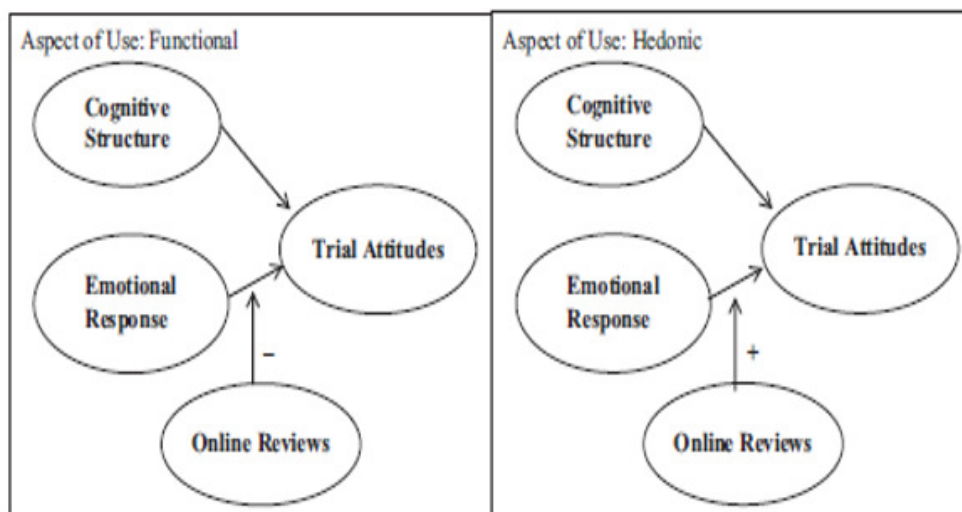 Aspect of Use: Functional
Cognitive
Structure
Trial Attitudes
Emotional
Response
–
Online Reviews
Aspect of Use: Hedonic
Cognitive
Structure
Trial Attitudes
Emotional
Response
+
Online Reviews